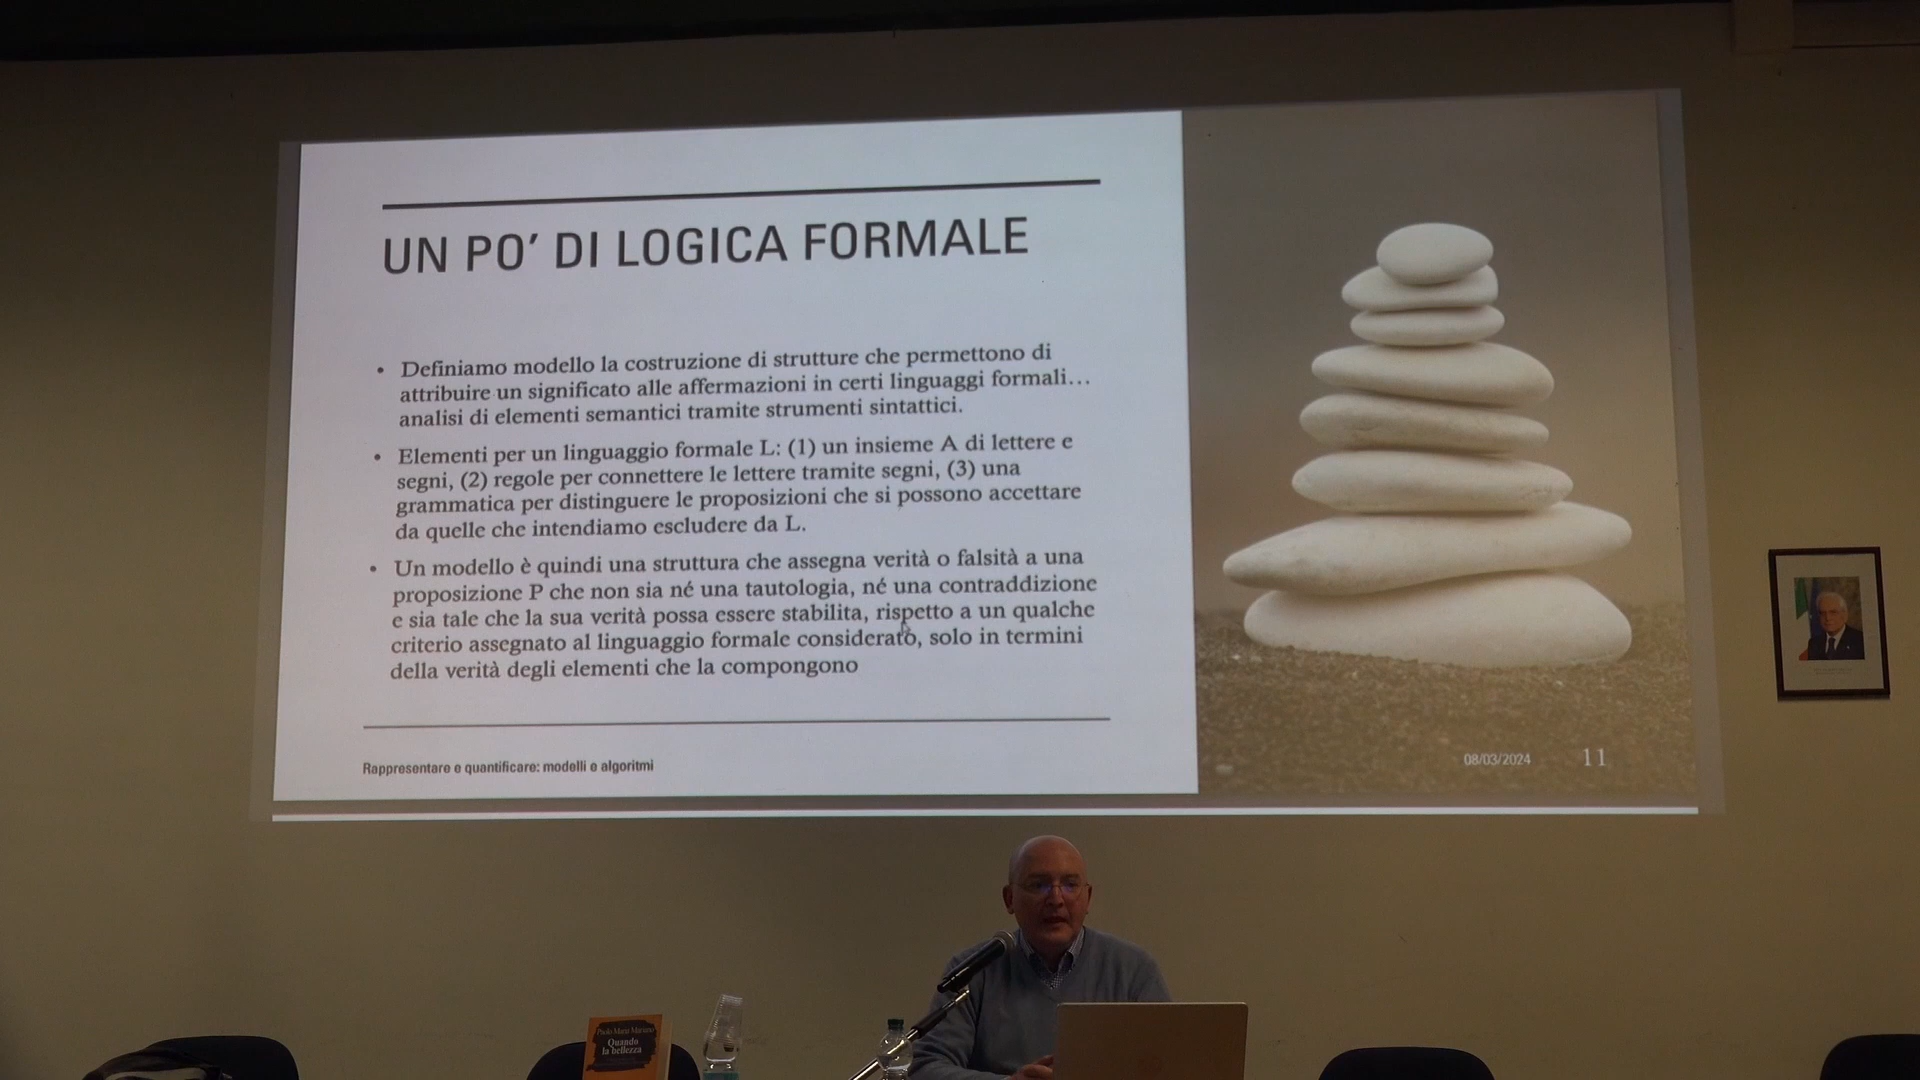 UN PO’ DI LOGICA FORMALE
• Definiamo modello la costruzione di strutture che permettono di
attribuire un significato alle affermazioni in certi linguaggi formali…
analisi di elementi semantici tramite strumenti sintattici.
• Elementi per un linguaggio formale L: (1) un insieme A di lettere e
segni, (2) regole per connettere le lettere tramite segni, (3) una
grammatica per distinguere le proposizioni che si possono accettare
da quelle che intendiamo escludere da L.
• Un modello è quindi una struttura che assegna verità o falsità a una
proposizione P che non sia né una tautologia, né una contraddizione
e sia tale che la sua verità possa essere stabilita, rispetto a un qualche
criterio assegnato al linguaggio formale considerato, solo in termini
della verità degli elementi che la compongono
Rappresentare e quantificare: modelli e algoritmi
08/03/2024 11
Paolo Maria Mariano
Quando
la bellezza